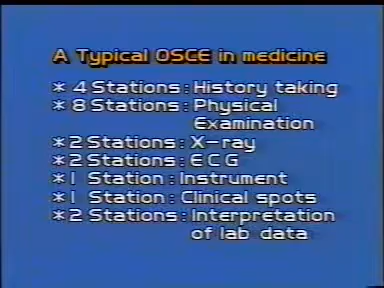 A Typical OSCE in medicine
* 4 Stations : History taking
* 8 Stations : Physical
Examination
* 2 Stations : X-ray
* 2 Stations : E C G
* 1 Station : Instrument
* 1 Station : Clinical spots
* 2 Stations : Interpretation
of lab data